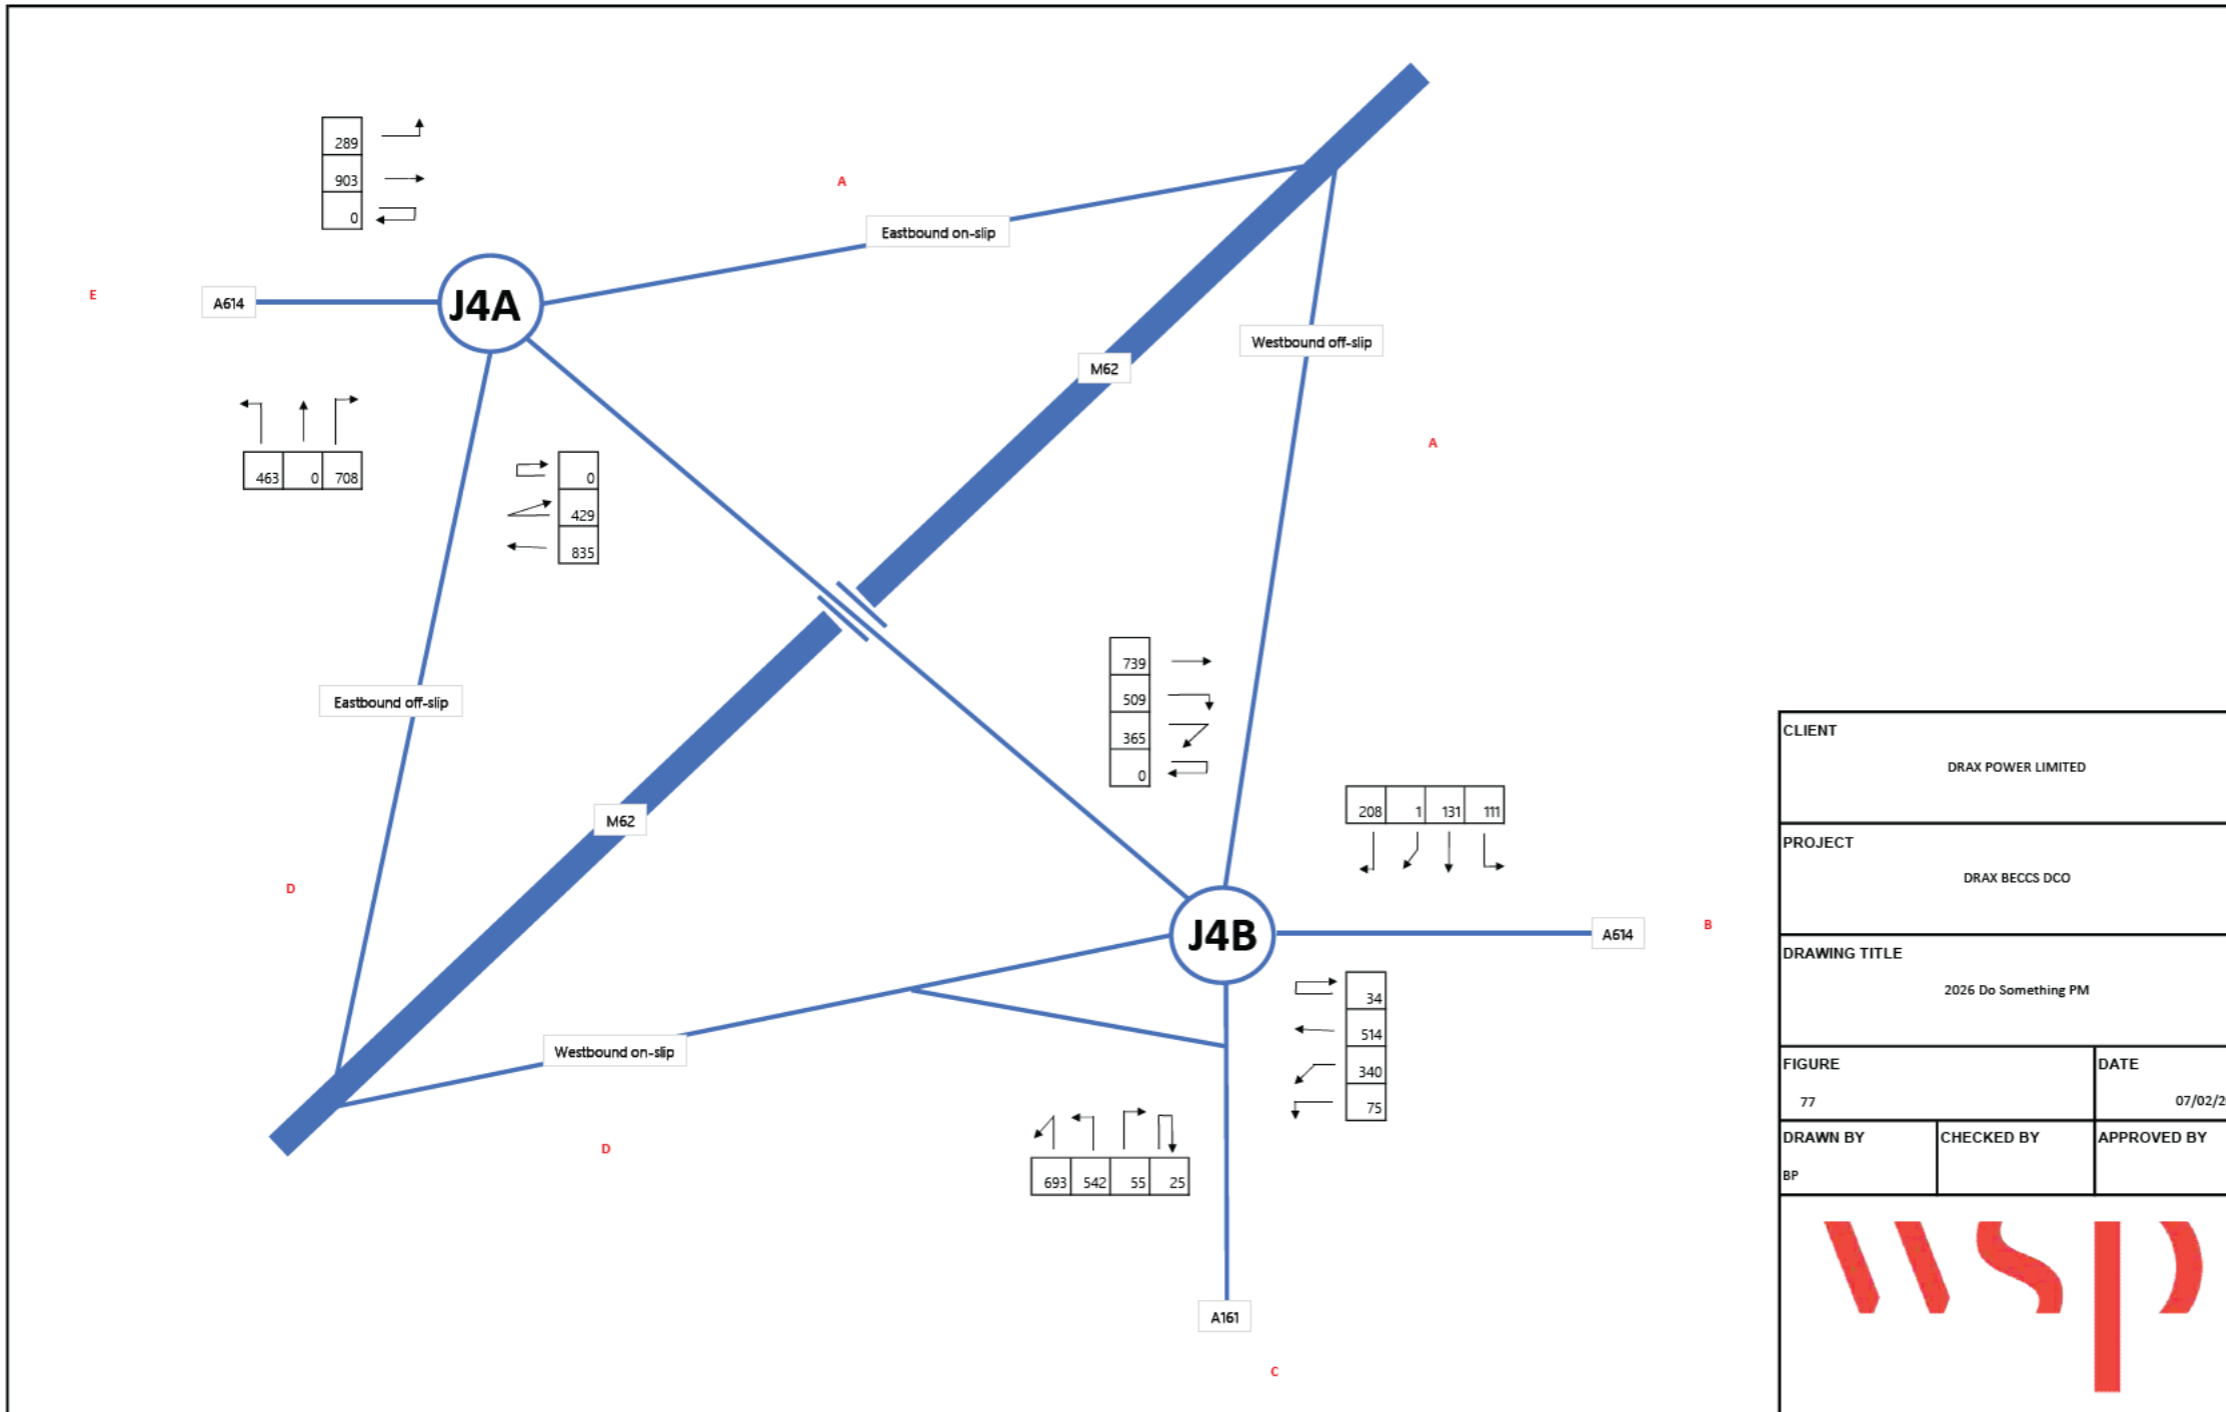 289
903
0
A
Eastbound on-slip
E
A614
J4A
Westbound off-slip
M62
A
463 0 708
0
429
835
739
509
365
0
Eastbound off-slip
208 1 131 111
M62
D
J4B
A614
B
34
514
340
75
Westbound on-slip
D
693 542 55 25
A161
C
CLIENT
DRAX POWER LIMITED
PROJECT
DRAX BECCS DCO
DRAWING TITLE
2026 Do Something PM
FIGURE
77
DATE
07/02/2
DRAWN BY
BP
CHECKED BY
APPROVED BY
wsp